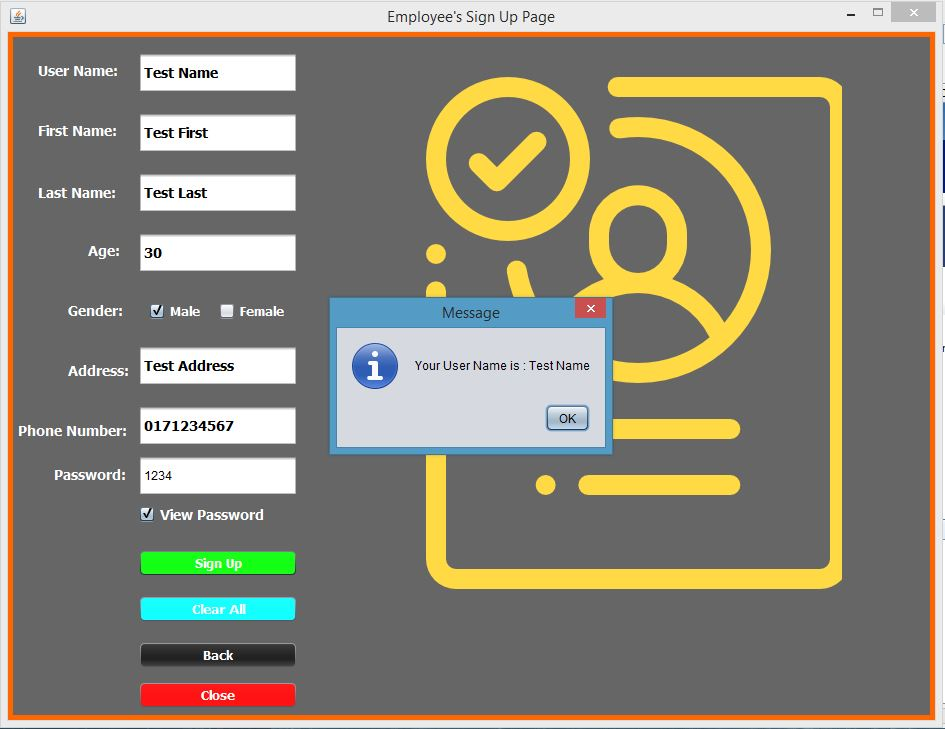 Employee's Sign Up Page
User Name: Test Name
First Name: Test First
Last Name: Test Last
Age: 30
Gender: Male Female
Message
Your User Name is : Test Name
OK
Address: Test Address
Phone Number: 0171234567
Password: 1234
View Password
Sign Up
Clear All
Back
Close